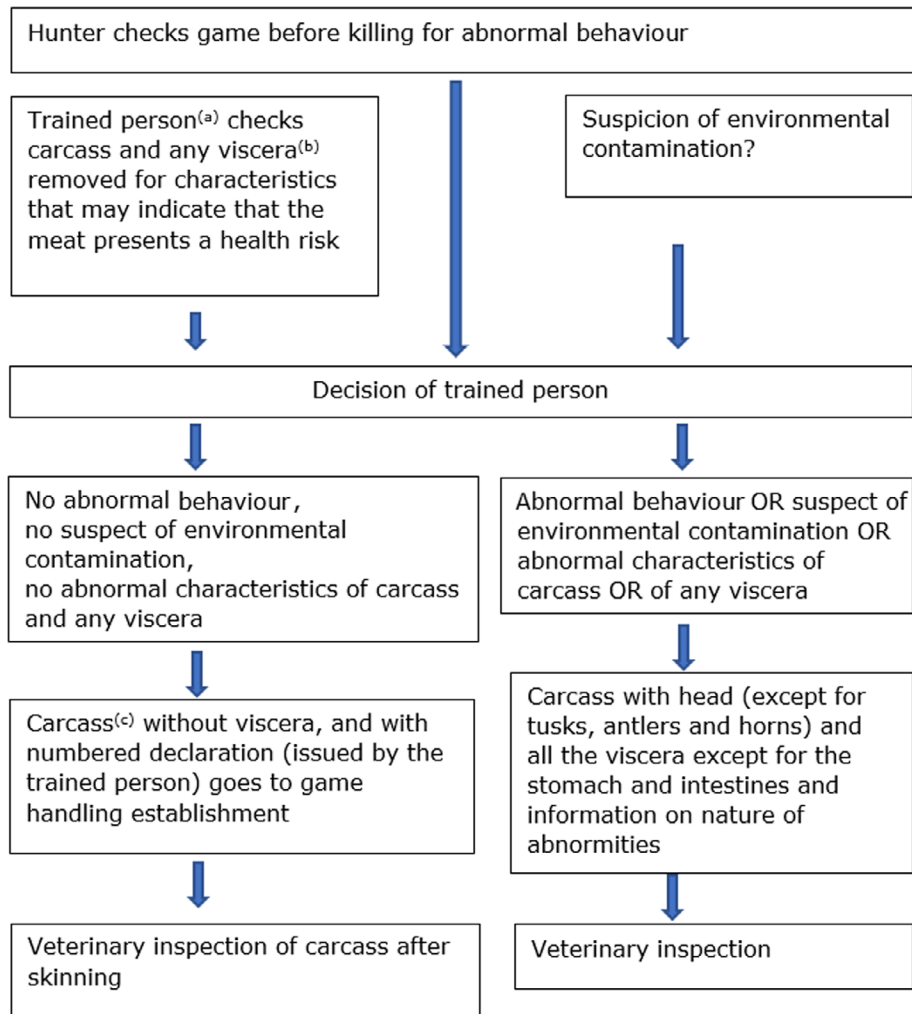 Hunter checks game before killing for abnormal behaviour
Trained person(a) checks
carcass and any viscera(b)
removed for characteristics
that may indicate that the
meat presents a health risk
Suspicion of environmental
contamination?
Decision of trained person
No abnormal behaviour,
no suspect of environmental
contamination,
no abnormal characteristics of carcass
and any viscera
Abnormal behaviour OR suspect of
environmental contamination OR
abnormal characteristics of
carcass OR of any viscera
Carcass(c) without viscera, and with
numbered declaration (issued by the
trained person) goes to game
handling establishment
Carcass with head (except for
tusks, antlers and horns) and
all the viscera except for the
stomach and intestines and
information on nature of
abnormities
Veterinary inspection of carcass after
skinning
Veterinary inspection